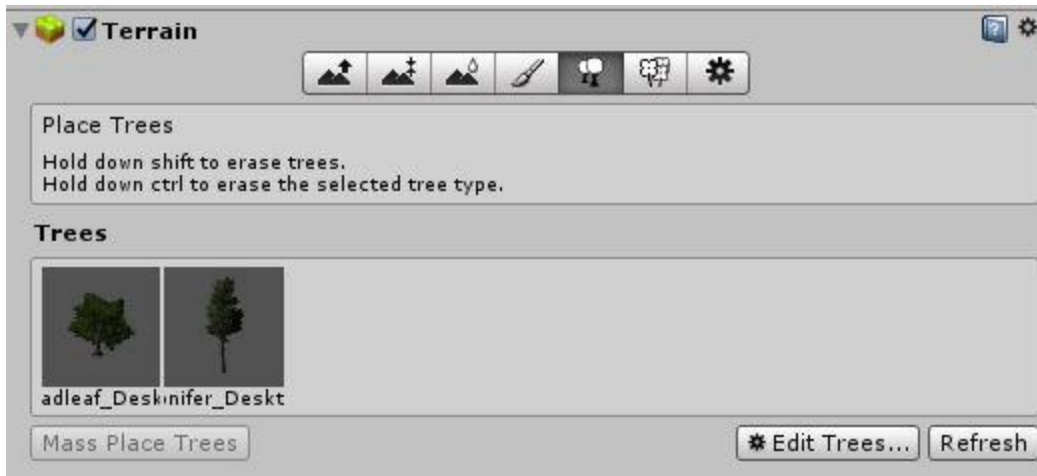 Terrain
Place Trees
Hold down shift to erase trees.
Hold down ctrl to erase the selected tree type.
Trees
adleaf_Desk nifer_Deskt
Mass Place Trees Edit Trees... Refresh